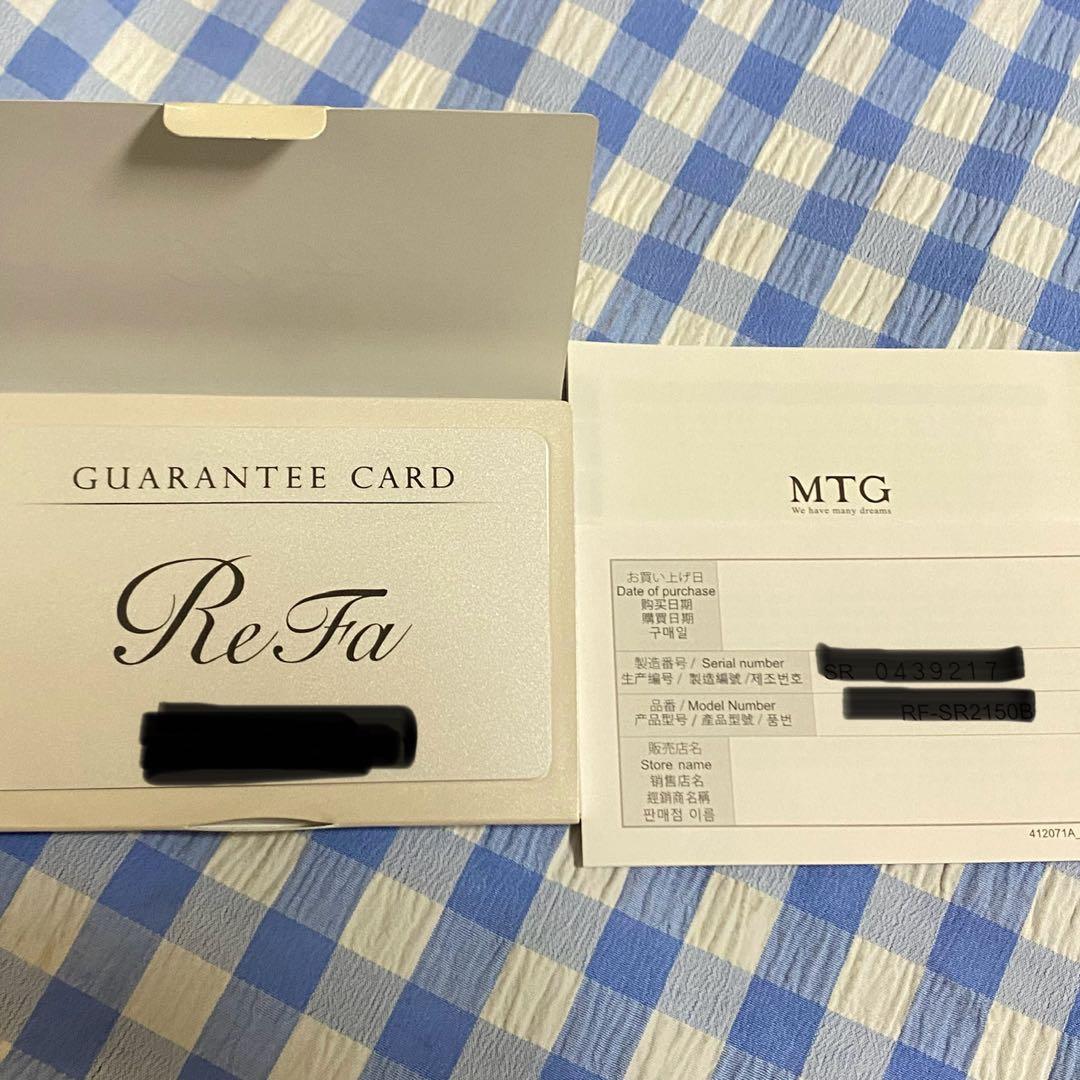 GUARANTEE CARD
ReFa
MTG
We have many dreams
お買い上げ日
Date of purchase
购买日期
購買日期
구매일
製造番号 / Serial number
生产编号 / 製造編號 /제조번호
SR 0439217
品番 / Model Number
产品型号 / 產品型號 / 품번
RF-SR2150B
販売店名
Store name
销售店名
經銷商名稱
판매점 이름
412071A_